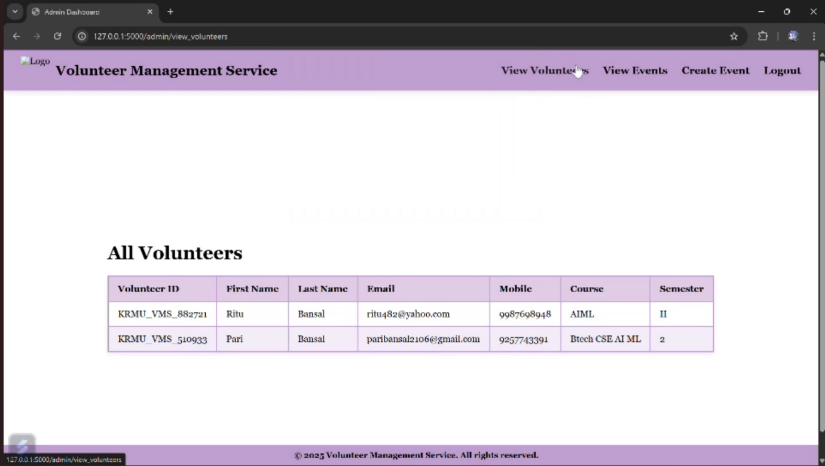 Admin Dashboard
127.0.0.1:5000/admin/view_volunteers
Logo
Volunteer Management Service
View Volunteers View Events Create Event Logout
All Volunteers
Volunteer ID First Name Last Name Email Mobile Course Semester
KRMU_VMS_882721 Ritu Bansal ritu482@yahoo.com 9987698948 AIML II
KRMU_VMS_510933 Pari Bansal paribansal2106@gmail.com 9257743391 Btech CSE AI ML 2
© 2025 Volunteer Management Service. All rights reserved.
127.0.0.1:5000/admin/view_volunteers